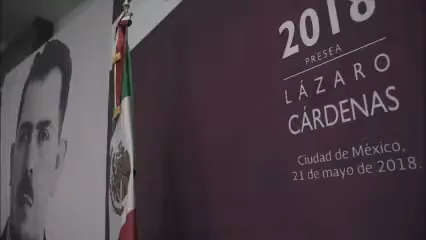 2018
PRESEA
LÁZARO
CÁRDENAS
Ciudad de México,
21 de mayo de 2018.